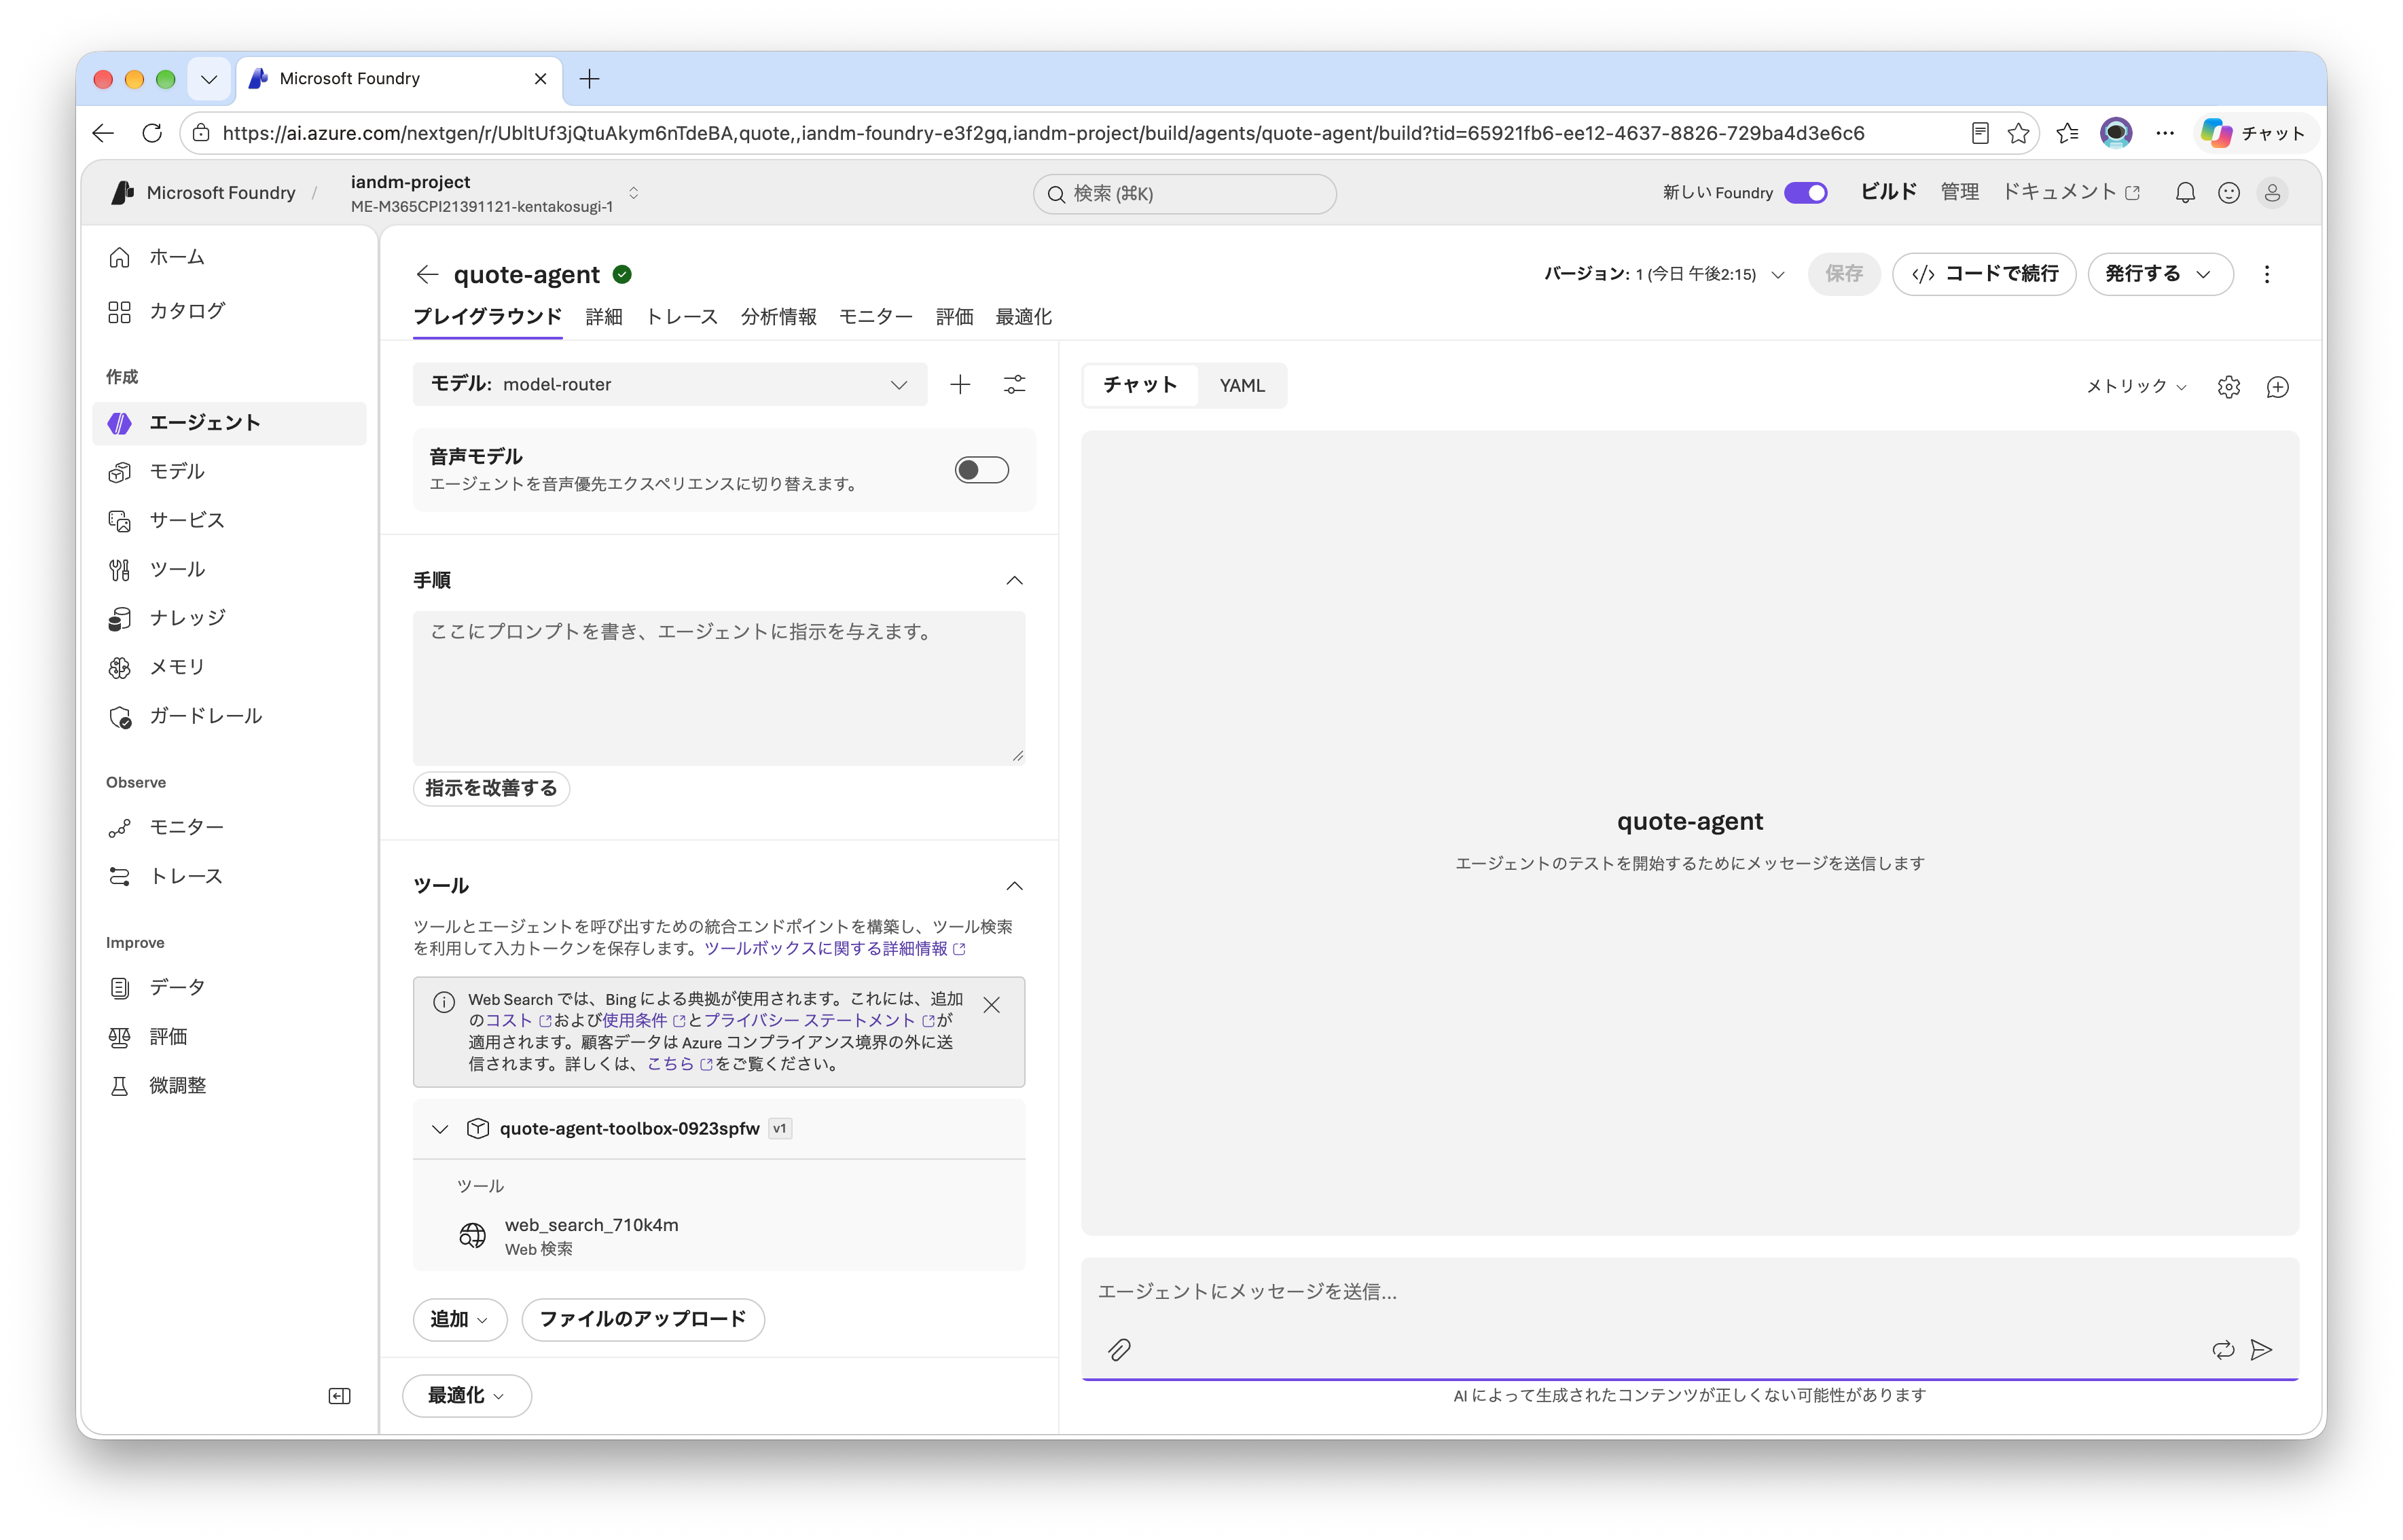 Microsoft Foundry
https://ai.azure.com/nextgen/r/UbltUf3jQtuAkym6nTdeBA,quote,,iandm-foundry-e3f2gq,iandm-project/build/agents/quote-agent/build?tid=65921fb6-ee12-4637-8826-729ba4d3e6c6
チャット
Microsoft Foundry /
iandm-project
ME-M365CPI21391121-kentakosugi-1
検索 (⌘K)
新しい Foundry
ビルド
管理
ドキュメント
ホーム
カタログ
作成
エージェント
モデル
サービス
ツール
ナレッジ
メモリ
ガードレール
Observe
モニター
トレース
Improve
データ
評価
微調整
quote-agent
バージョン: 1 (今日 午後2:15)
保存
コードで続行
発行する
プレイグラウンド
詳細
トレース
分析情報
モニター
評価
最適化
モデル: model-router
音声モデル
エージェントを音声優先エクスペリエンスに切り替えます。
手順
ここにプロンプトを書き、エージェントに指示を与えます。
指示を改善する
ツール
ツールとエージェントを呼び出すための統合エンドポイントを構築し、ツール検索
を利用して入力トークンを保存します。ツールボックスに関する詳細情報
Web Search では、Bing による典拠が使用されます。これには、追加
のコスト および使用条件 とプライバシー ステートメント が
適用されます。顧客データは Azure コンプライアンス境界の外に送
信されます。詳しくは、こちら をご覧ください。
quote-agent-toolbox-0923spfw v1
ツール
web_search_710k4m
Web 検索
追加
ファイルのアップロード
最適化
チャット
YAML
メトリック
quote-agent
エージェントのテストを開始するためにメッセージを送信します
エージェントにメッセージを送信...
AI によって生成されたコンテンツが正しくない可能性があります